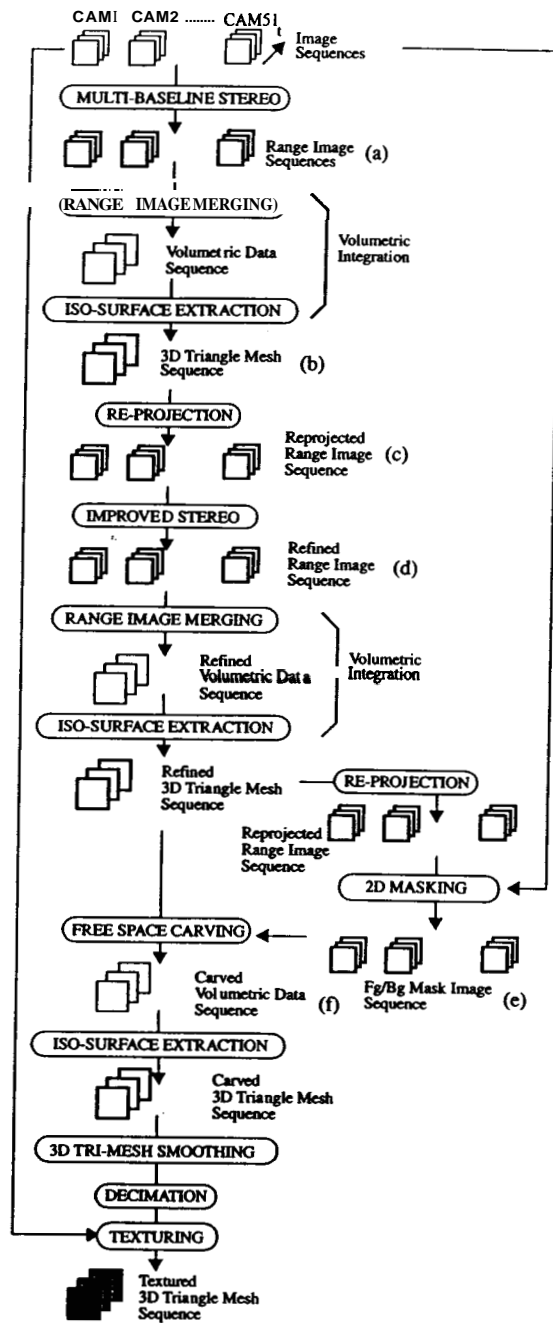 CAMI CAM2 ........ CAM51
t
Image
Sequences
MULTI-BASELINE STEREO
Range Image
Sequences
(a)
(RANGE IMAGE MERGING)
Volumetric Data
Sequence
Volumetric
Integration
ISO-SURFACE EXTRACTION
3D Triangle Mesh
Sequence
(b)
RE-PROJECTION
Reprojected
Range Image
Sequence
(c)
IMPROVED STEREO
Refined
Range Image
Sequence
(d)
RANGE IMAGE MERGING
Refined
Volumetric Data
Sequence
Volumetric
Integration
ISO-SURFACE EXTRACTION
Refined
3D Triangle Mesh
Sequence
RE-PROJECTION
Reprojected
Range Image
Sequence
2D MASKING
FREE SPACE CARVING
Fg/Bg Mask Image
Sequence
(e)
Carved
Volumetric Data
Sequence
(f)
ISO-SURFACE EXTRACTION
Carved
3D Triangle Mesh
Sequence
3D TRI-MESH SMOOTHING
DECIMATION
TEXTURING
Textured
3D Triangle Mesh
Sequence